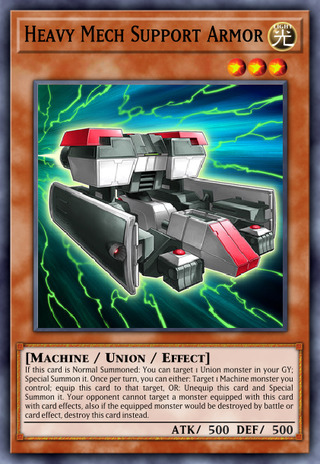 Heavy Mech Support Armor
LIGHT
光
[Machine / Union / Effect]
If this card is Normal Summoned: You can target 1 Union monster in your GY;
Special Summon it. Once per turn, you can either: Target 1 Machine monster you
control; equip this card to that target, OR: Unequip this card and Special
Summon it. Your opponent cannot target a monster equipped with this card
with card effects, also if the equipped monster would be destroyed by battle or
card effect, destroy this card instead.
ATK/ 500 DEF/ 500